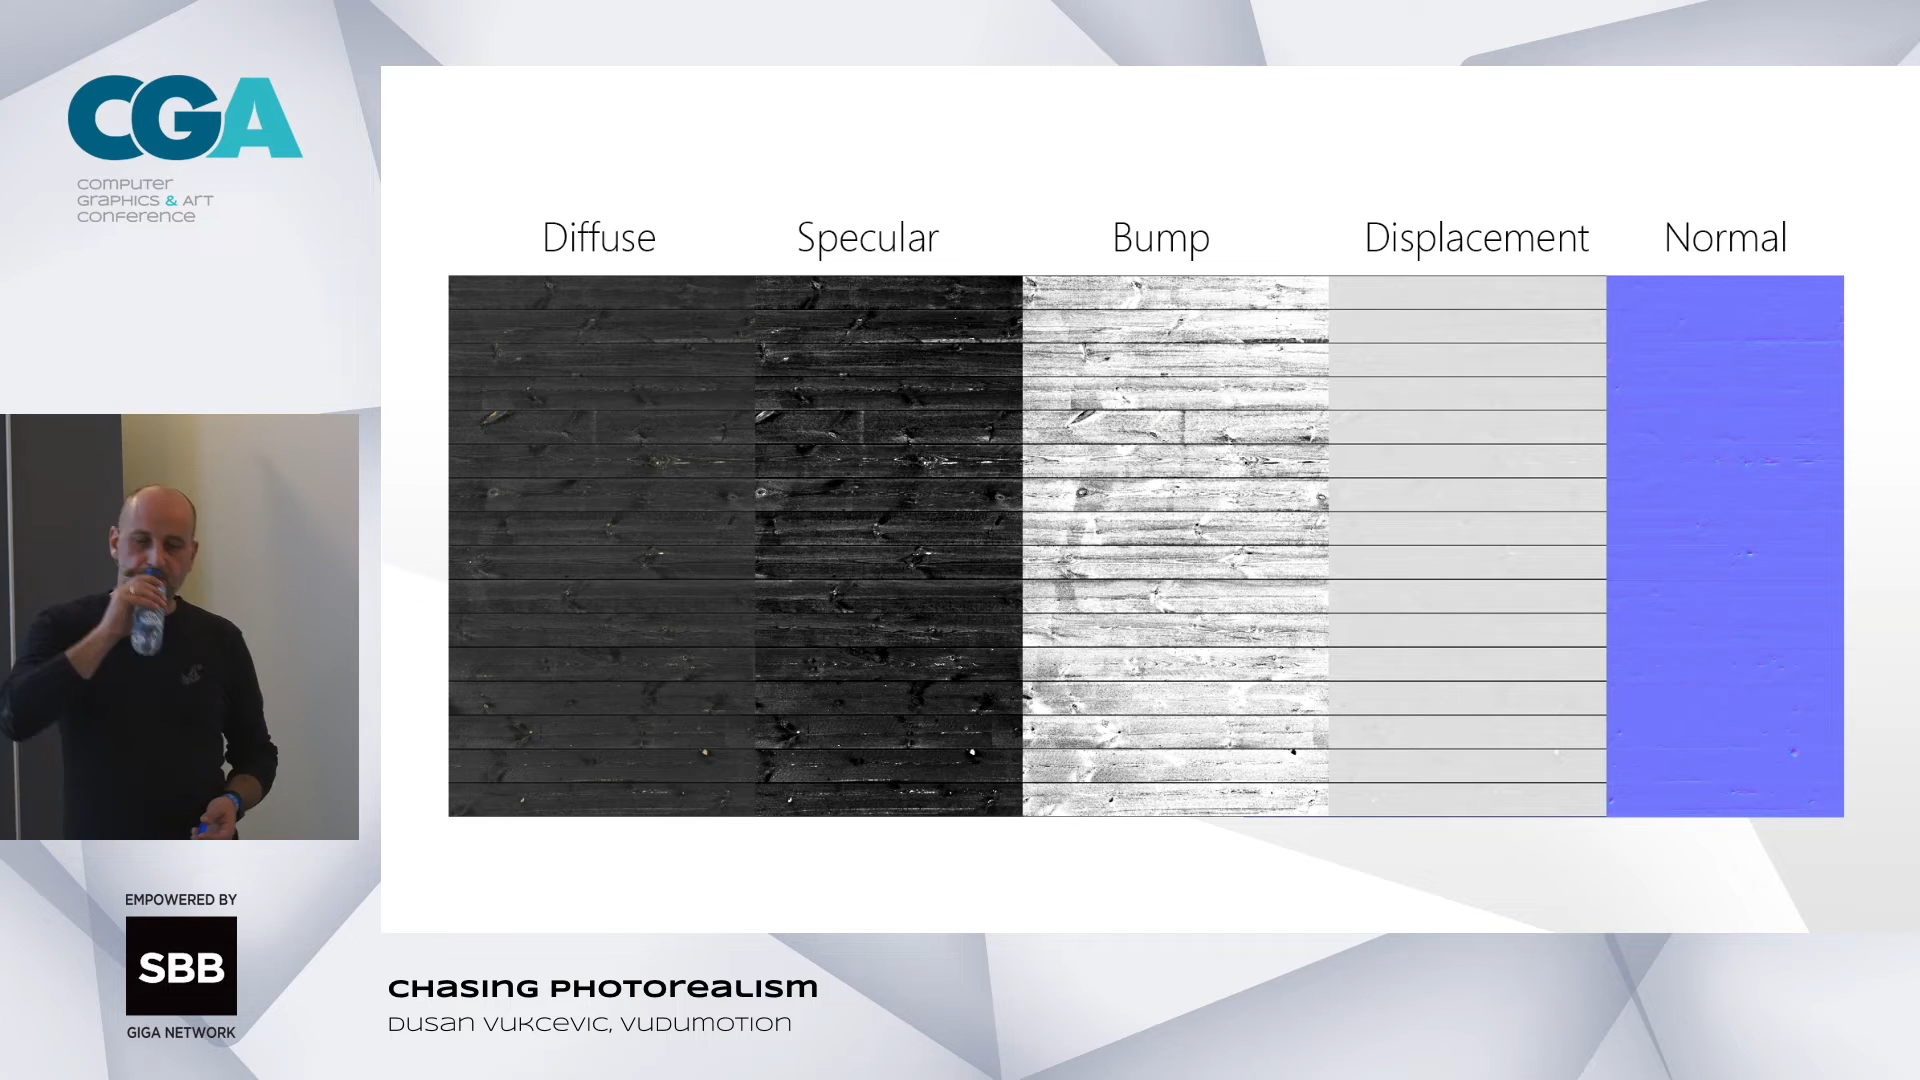 CGA
computer
graphics & art
conference
Diffuse
Specular
Bump
Displacement
Normal
EMPOWERED BY
SBB
GIGA NETWORK
chasing photorealism
Dusan Vukcevic, Vudumotion